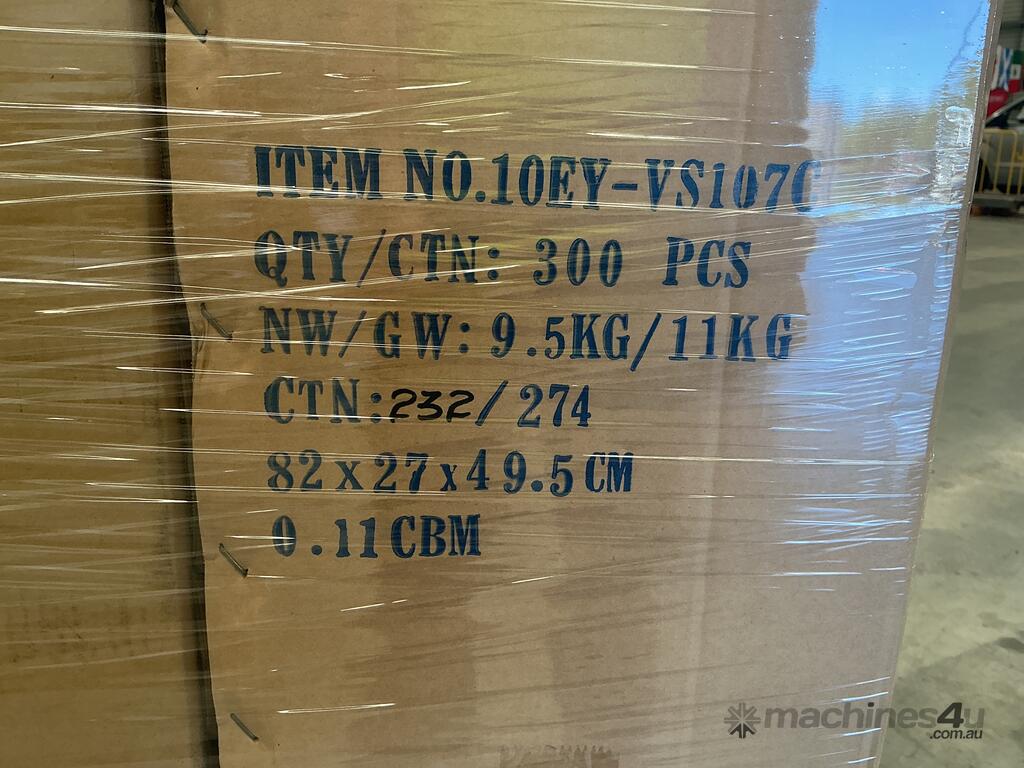 ITEM NO.10EY-VS107C
QTY/CTN: 300 PCS
NW/GW: 9.5KG/11KG
CTN:232/274
82x27x49.5CM
0.11CBM
machines4u
.com.au